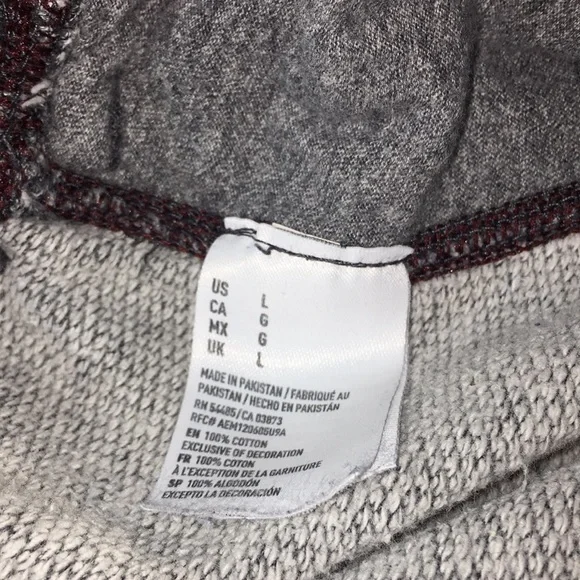 US L
CA G
MX G
UK L
MADE IN PAKISTAN / FABRIQUÉ AU
PAKISTAN / HECHO EN PAKISTÁN
RN 54485/CA 03873
RFC# AEM120605U9A
EN 100% COTTON
EXCLUSIVE OF DECORATION
FR 100% COTON
À L'EXCEPTION DE LA GARNITURE
SP 100% ALGODÓN
EXCEPTO LA DECORACIÓN